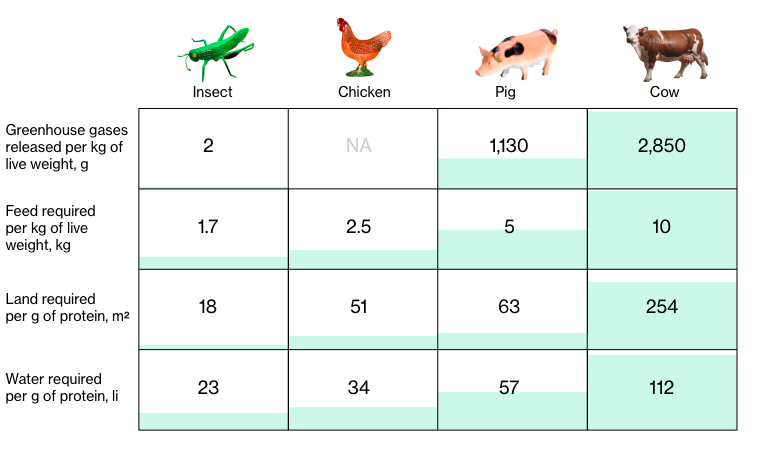 Insect Chicken Pig Cow
Greenhouse gases
released per kg of
live weight, g
2 NA 1,130 2,850
Feed required
per kg of live
weight, kg
1.7 2.5 5 10
Land required
per g of protein, m²
18 51 63 254
Water required
per g of protein, li
23 34 57 112